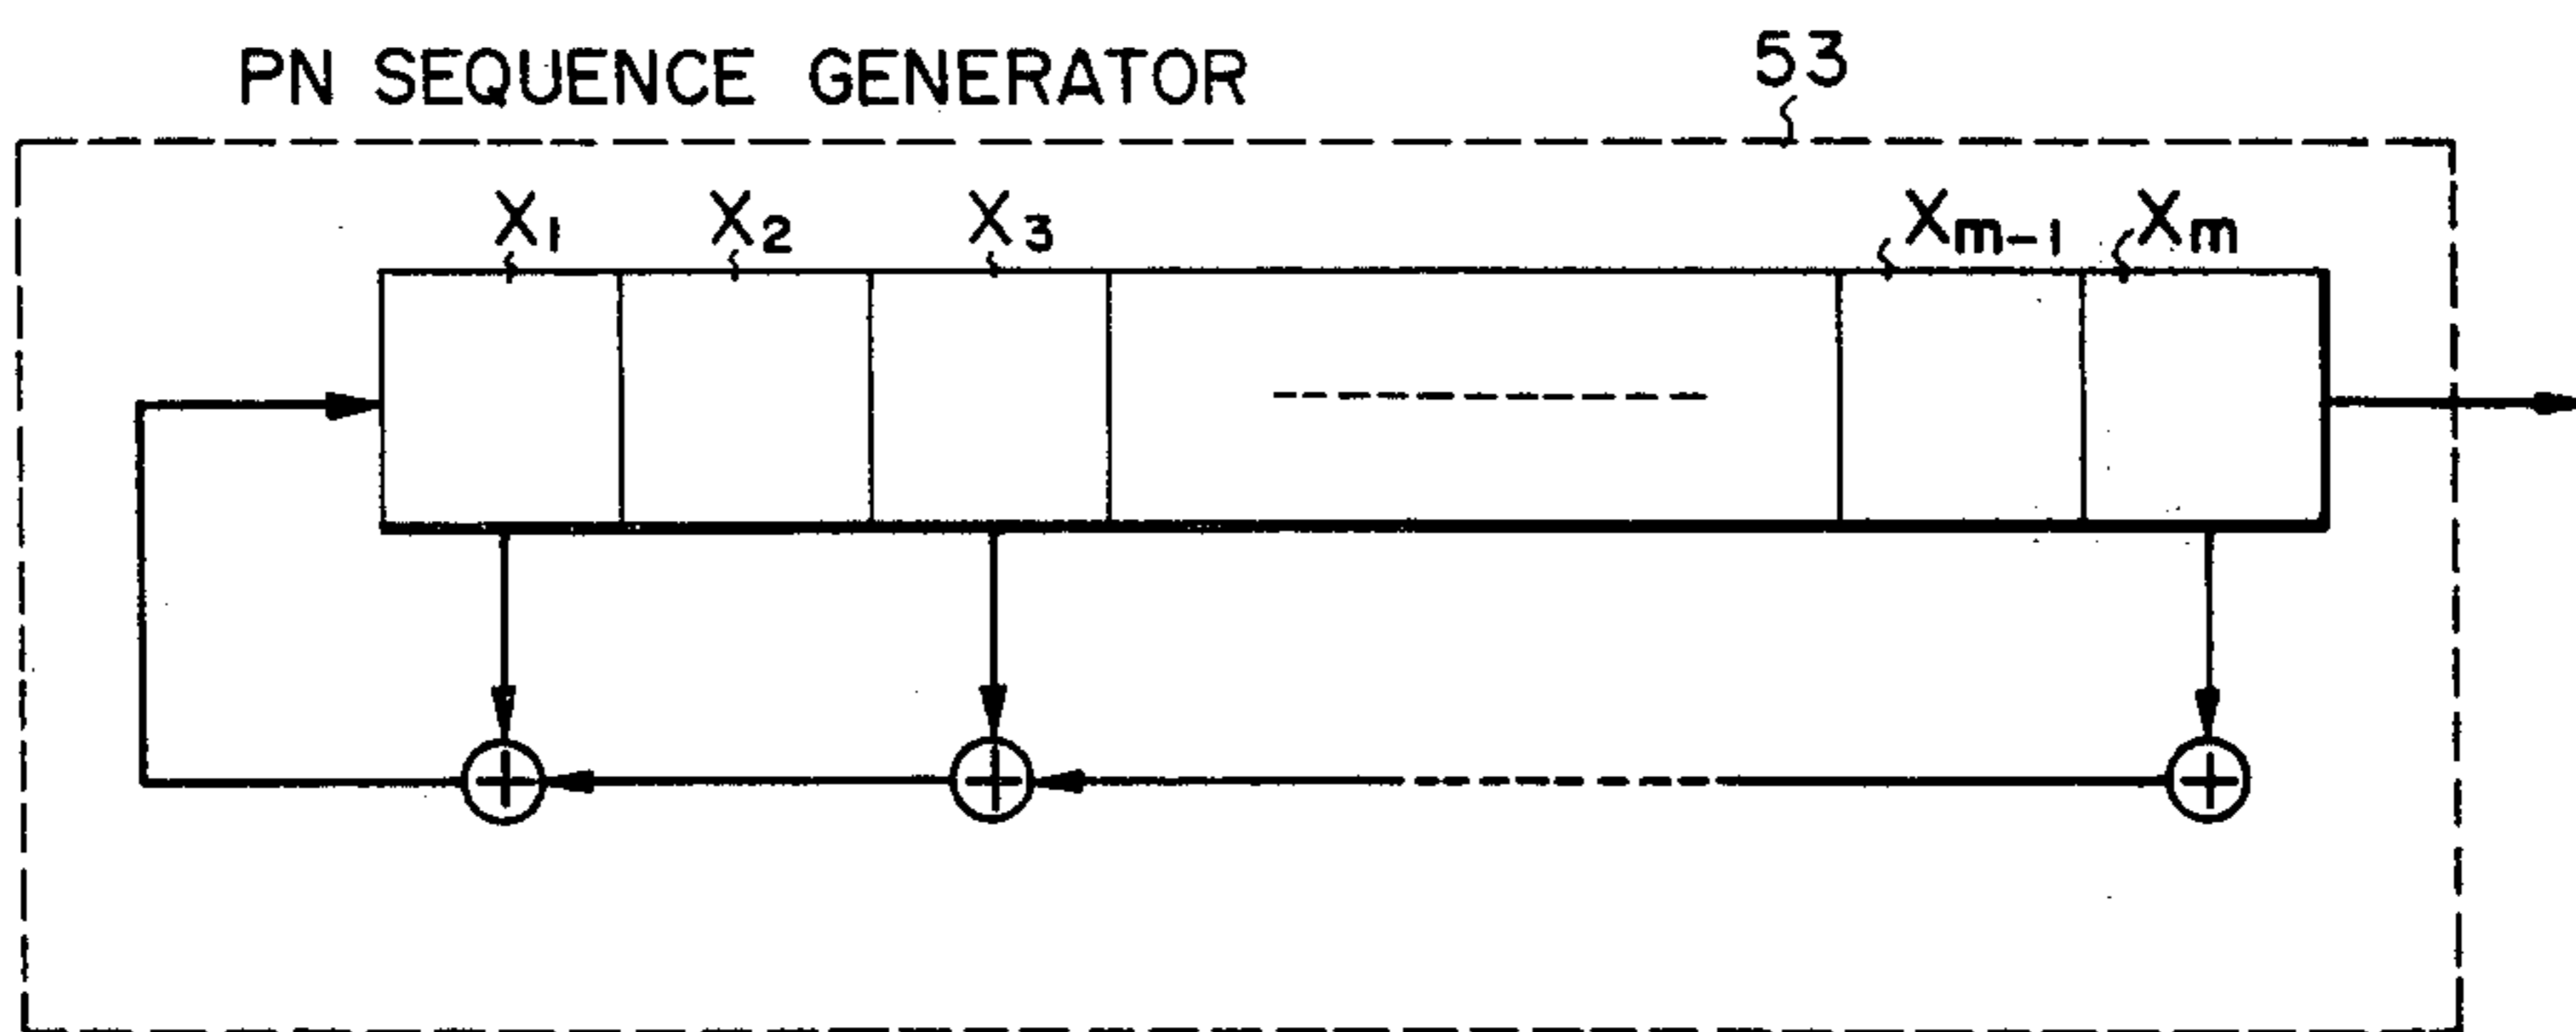 PN SEQUENCE GENERATOR
53
X₁ X₂ X₃ Xₘ₋₁ Xₘ